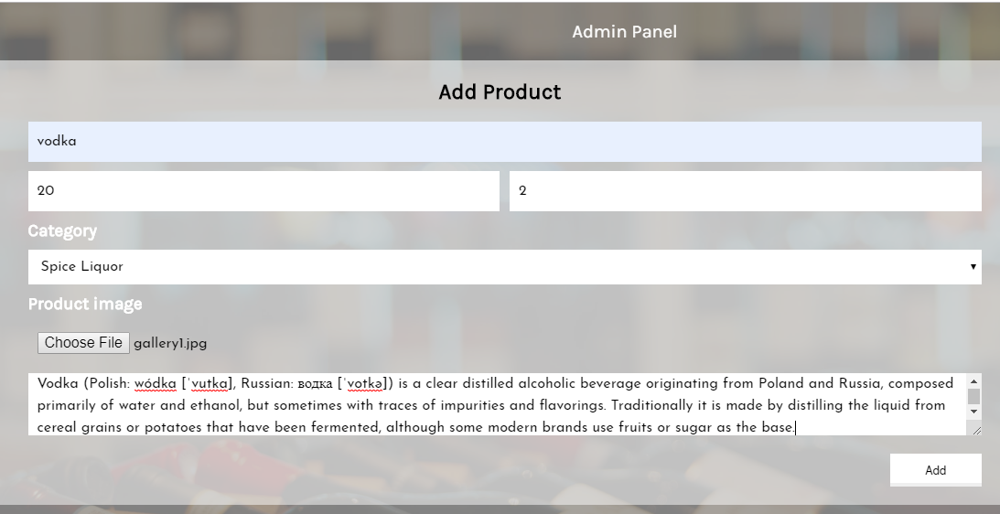 Admin Panel
Add Product
vodka
20 2
Category
Spice Liquor
Product image
Choose File gallery1.jpg
Vodka (Polish: wódka [ˈvutka], Russian: водка [ˈvotkə]) is a clear distilled alcoholic beverage originating from Poland and Russia, composed
primarily of water and ethanol, but sometimes with traces of impurities and flavorings. Traditionally it is made by distilling the liquid from
cereal grains or potatoes that have been fermented, although some modern brands use fruits or sugar as the base.
Add